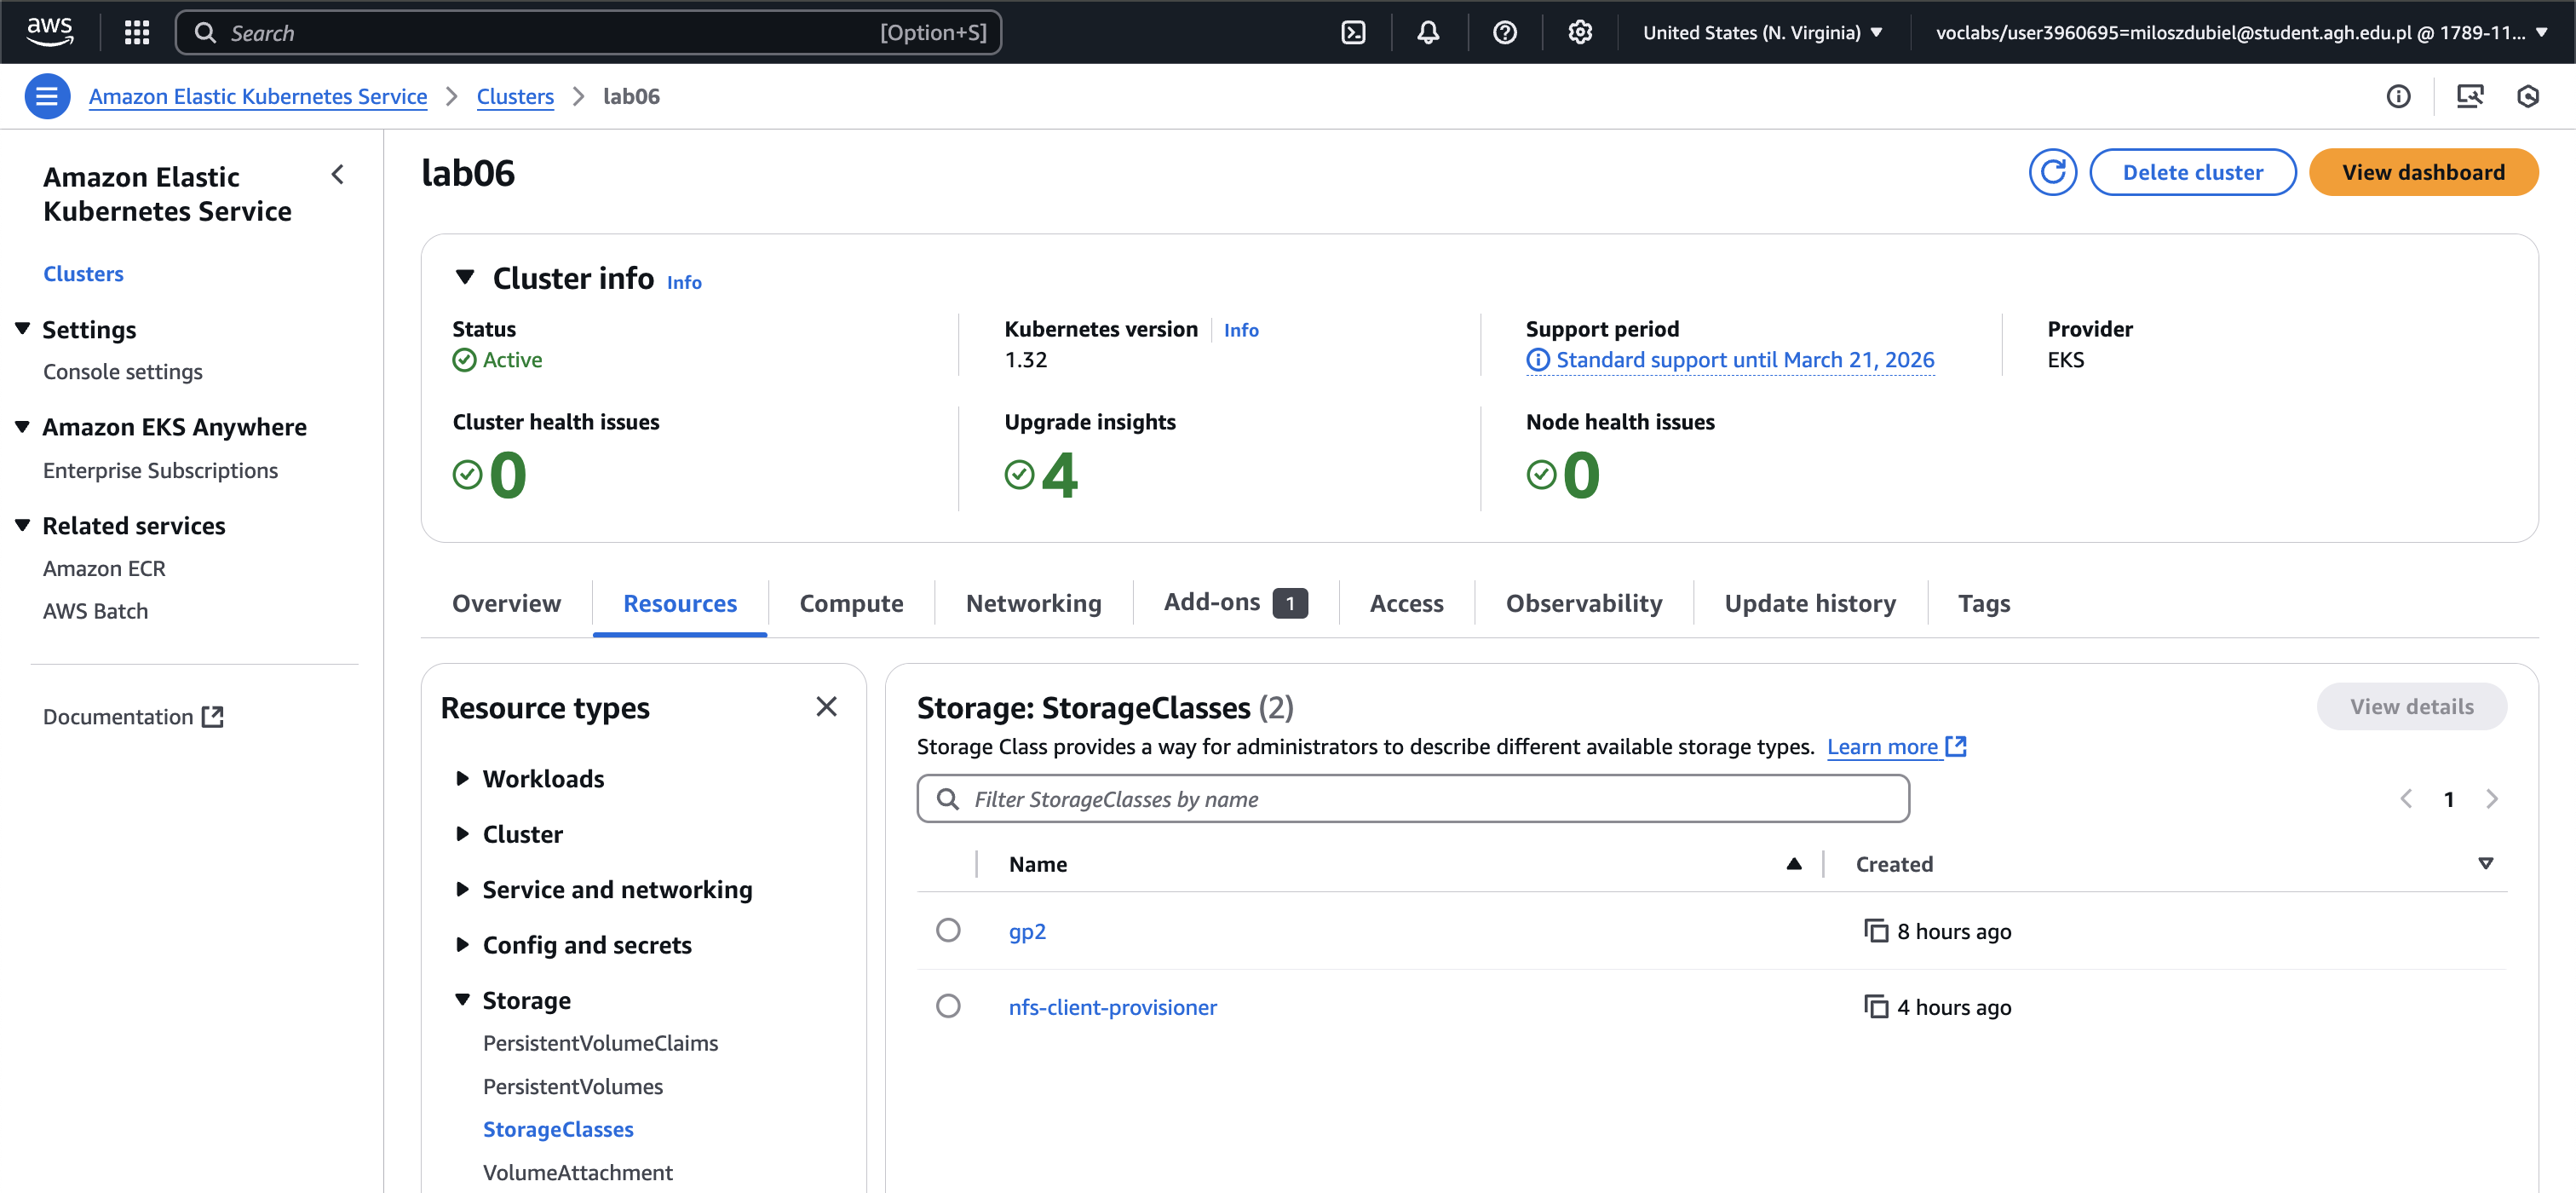 aws
Search [Option+S]
United States (N. Virginia)
voclabs/user3960695=miloszdubiel@student.agh.edu.pl @ 1789-11...
Amazon Elastic Kubernetes Service
Clusters
lab06
Amazon Elastic
Kubernetes Service
Clusters
Settings
Console settings
Amazon EKS Anywhere
Enterprise Subscriptions
Related services
Amazon ECR
AWS Batch
Documentation
lab06
Delete cluster
View dashboard
Cluster info Info
Status
Active
Kubernetes version Info
1.32
Support period
Standard support until March 21, 2026
Provider
EKS
Cluster health issues
0
Upgrade insights
4
Node health issues
0
Overview
Resources
Compute
Networking
Add-ons 1
Access
Observability
Update history
Tags
Resource types
Workloads
Cluster
Service and networking
Config and secrets
Storage
PersistentVolumeClaims
PersistentVolumes
StorageClasses
VolumeAttachment
Storage: StorageClasses (2)
View details
Storage Class provides a way for administrators to describe different available storage types. Learn more
Filter StorageClasses by name
1
Name
Created
gp2
8 hours ago
nfs-client-provisioner
4 hours ago